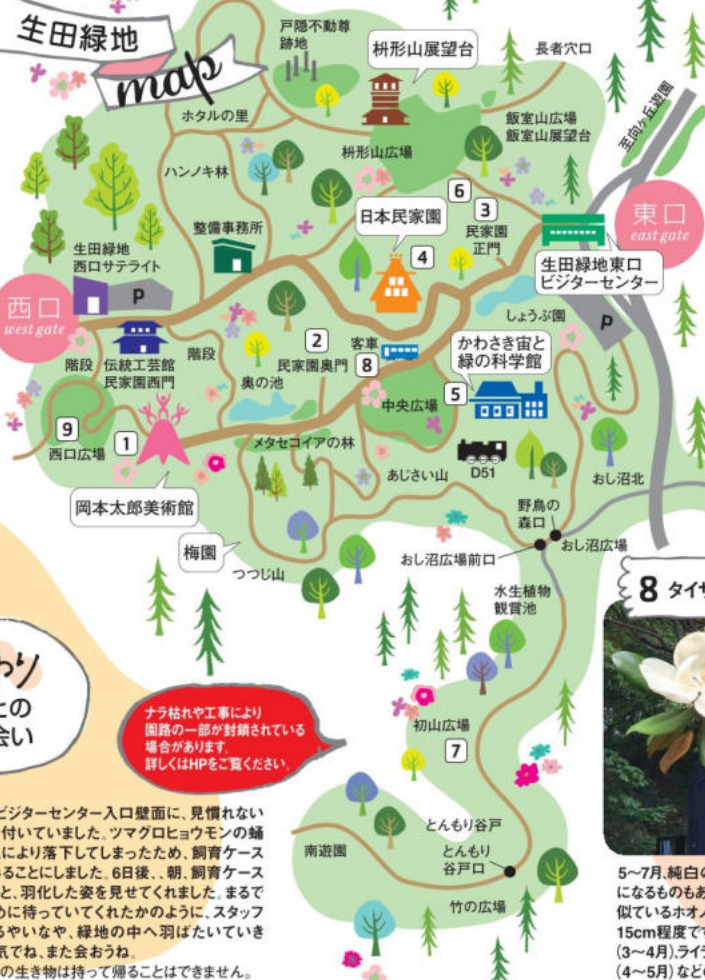 生田緑地
map
戸隠不動尊
跡地
枡形山展望台
長者穴口
至向ヶ丘遊園
ホタルの里
飯室山広場
飯室山展望台
枡形山広場
ハンノキ林
6
3
民家園
正門
日本民家園
4
整備事務所
東口
east gate
生田緑地東口
ビジターセンター
生田緑地
西口サテライト
P
西口
west gate
しょうぶ園
P
階段
伝統工芸館
民家園西門
階段
2
民家園奥門
客車
8
かわさき宙と
緑の科学館
奥の池
中央広場
5
9
西口広場
1
メタセコイアの林
D51
あじさい山
おし沼北
岡本太郎美術館
野鳥の
森口
梅園
おし沼広場前口
おし沼広場
つつじ山
水生植物
観賞池
8 タイサ
わり
との
会い
ナラ枯れや工事により
園路の一部が封鎖されている
場合があります。
詳しくはHPをご覧ください。
初山広場
7
とんもり谷戸
南遊園
とんもり
谷戸口
竹の広場
ビジターセンター入口壁面に、見慣れない
付いていました。ツマグロヒョウモンの蛹
により落下してしまったため、飼育ケース
ることにしました。6日後、、朝、飼育ケース
と、羽化した姿を見せてくれました。まるで
めに待っていてくれたかのように、スタッフ
るやいなや、緑地の中へ羽ばたいていき
気でね、また会おうね。
の生き物は持って帰ることはできません。
5～7月、純白の
になるものもあ
似ているホオノ
15cm程度です
(3～4月)、ライラ
(4～5月)などの